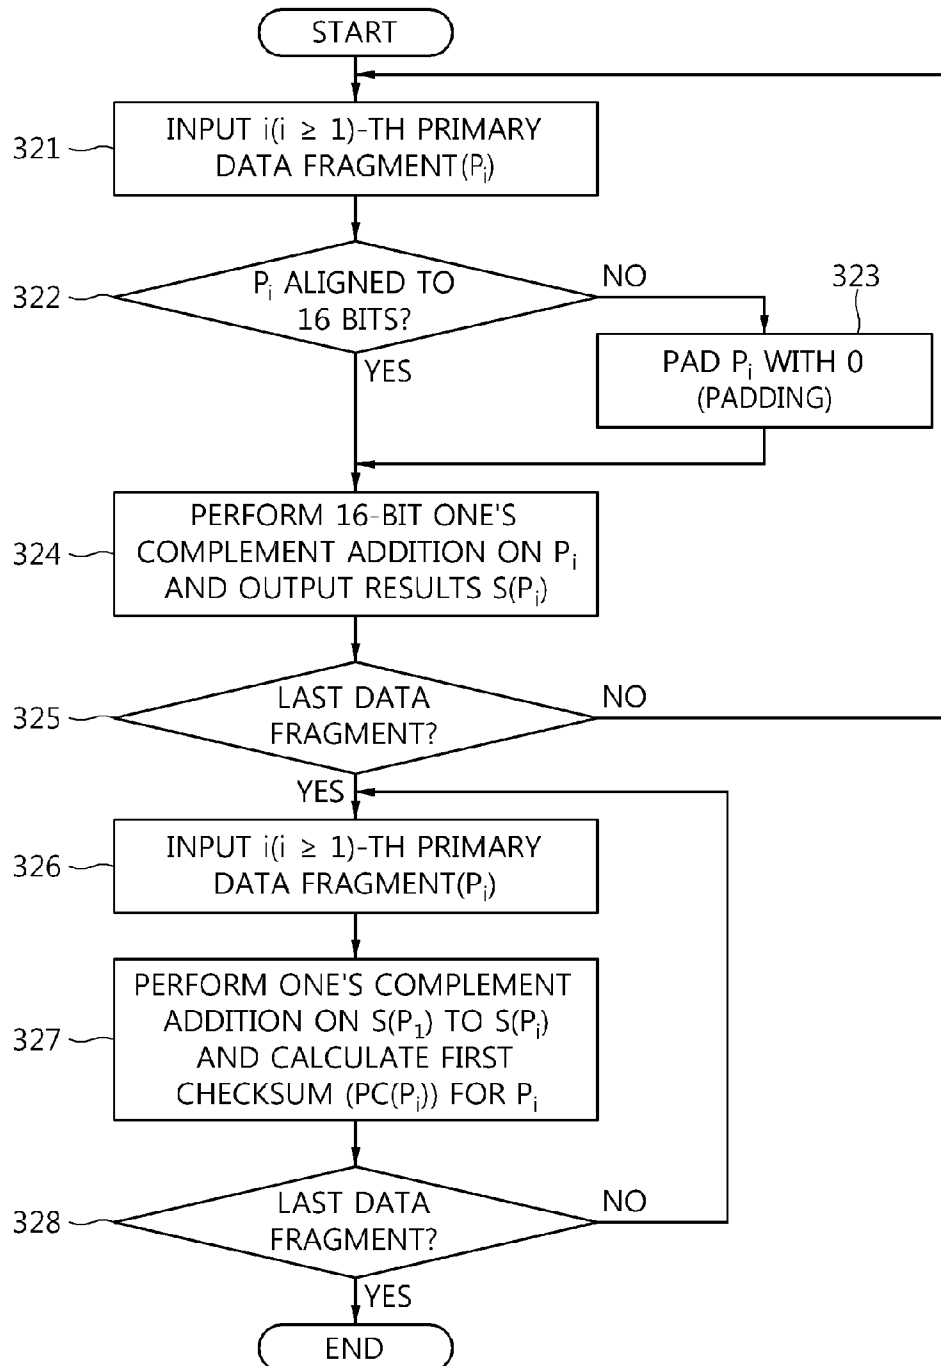 START
321
INPUT i(i ≥ 1)-TH PRIMARY
DATA FRAGMENT(Pi)
322
Pi ALIGNED TO
16 BITS?
NO
YES
323
PAD Pi WITH 0
(PADDING)
324
PERFORM 16-BIT ONE'S
COMPLEMENT ADDITION ON Pi
AND OUTPUT RESULTS S(Pi)
325
LAST DATA
FRAGMENT?
NO
YES
326
INPUT i(i ≥ 1)-TH PRIMARY
DATA FRAGMENT(Pi)
327
PERFORM ONE'S COMPLEMENT
ADDITION ON S(P1) TO S(Pi)
AND CALCULATE FIRST
CHECKSUM (PC(Pi)) FOR Pi
328
LAST DATA
FRAGMENT?
NO
YES
END